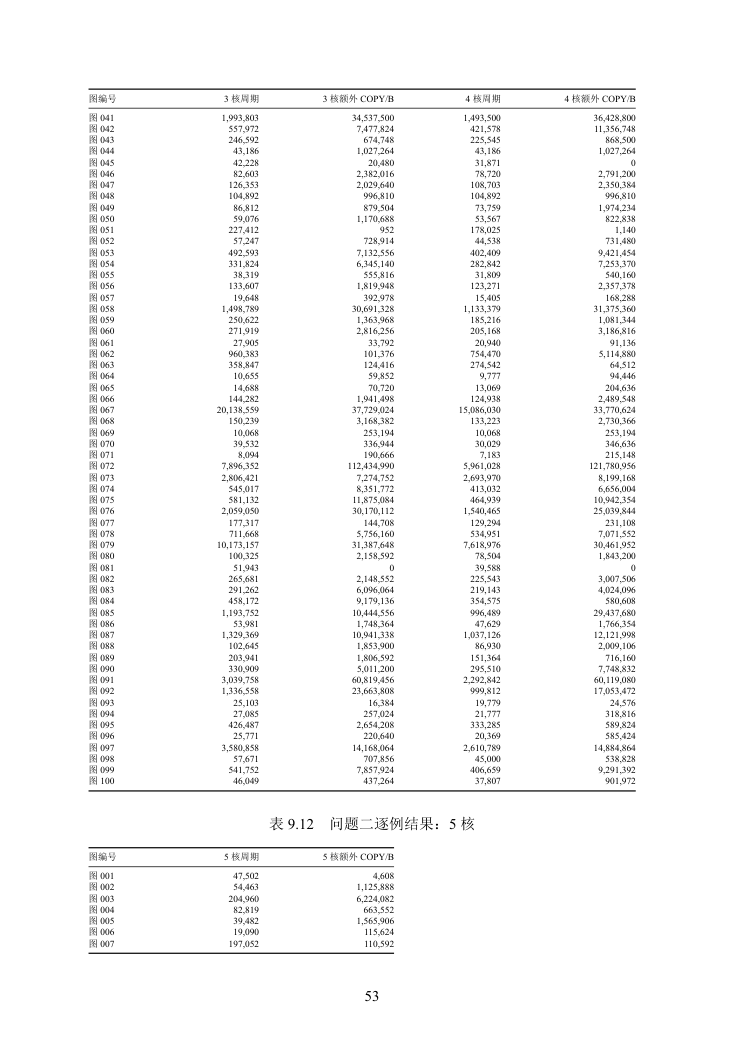 图编号 3 核周期 3 核额外 COPY/B 4 核周期 4 核额外 COPY/B
图 041 1,993,803 34,537,500 1,493,500 36,428,800
图 042 557,972 7,477,824 421,578 11,356,748
图 043 246,592 674,748 225,545 868,500
图 044 43,186 1,027,264 43,186 1,027,264
图 045 42,228 20,480 31,871 0
图 046 82,603 2,382,016 78,720 2,791,200
图 047 126,353 2,029,640 108,703 2,350,384
图 048 104,892 996,810 104,892 996,810
图 049 86,812 879,504 73,759 1,974,234
图 050 59,076 1,170,688 53,567 822,838
图 051 227,412 952 178,025 1,140
图 052 57,247 728,914 44,538 731,480
图 053 492,593 7,132,556 402,409 9,421,454
图 054 331,824 6,345,140 282,842 7,253,370
图 055 38,319 555,816 31,809 540,160
图 056 133,607 1,819,948 123,271 2,357,378
图 057 19,648 392,978 15,405 168,288
图 058 1,498,789 30,691,328 1,133,379 31,375,360
图 059 250,622 1,363,968 185,216 1,081,344
图 060 271,919 2,816,256 205,168 3,186,816
图 061 27,905 33,792 20,940 91,136
图 062 960,383 101,376 754,470 5,114,880
图 063 358,847 124,416 274,542 64,512
图 064 10,655 59,852 9,777 94,446
图 065 14,688 70,720 13,069 204,636
图 066 144,282 1,941,498 124,938 2,489,548
图 067 20,138,559 37,729,024 15,086,030 33,770,624
图 068 150,239 3,168,382 133,223 2,730,366
图 069 10,068 253,194 10,068 253,194
图 070 39,532 336,944 30,029 346,636
图 071 8,094 190,666 7,183 215,148
图 072 7,896,352 112,434,990 5,961,028 121,780,956
图 073 2,806,421 7,274,752 2,693,970 8,199,168
图 074 545,017 8,351,772 413,032 6,656,004
图 075 581,132 11,875,084 464,939 10,942,354
图 076 2,059,050 30,170,112 1,540,465 25,039,844
图 077 177,317 144,708 129,294 231,108
图 078 711,668 5,756,160 534,951 7,071,552
图 079 10,173,157 31,387,648 7,618,976 30,461,952
图 080 100,325 2,158,592 78,504 1,843,200
图 081 51,943 0 39,588 0
图 082 265,681 2,148,552 225,543 3,007,506
图 083 291,262 6,096,064 219,143 4,024,096
图 084 458,172 9,179,136 354,575 580,608
图 085 1,193,752 10,444,556 996,489 29,437,680
图 086 53,981 1,748,364 47,629 1,766,354
图 087 1,329,369 10,941,338 1,037,126 12,121,998
图 088 102,645 1,853,900 86,930 2,009,106
图 089 203,941 1,806,592 151,364 716,160
图 090 330,909 5,011,200 295,510 7,748,832
图 091 3,039,758 60,819,456 2,292,842 60,119,080
图 092 1,336,558 23,663,808 999,812 17,053,472
图 093 25,103 16,384 19,779 24,576
图 094 27,085 257,024 21,777 318,816
图 095 426,487 2,654,208 333,285 589,824
图 096 25,771 220,640 20,369 585,424
图 097 3,580,858 14,168,064 2,610,789 14,884,864
图 098 57,671 707,856 45,000 538,828
图 099 541,752 7,857,924 406,659 9,291,392
图 100 46,049 437,264 37,807 901,972
表 9.12 问题二逐例结果：5 核
图编号 5 核周期 5 核额外 COPY/B
图 001 47,502 4,608
图 002 54,463 1,125,888
图 003 204,960 6,224,082
图 004 82,819 663,552
图 005 39,482 1,565,906
图 006 19,090 115,624
图 007 197,052 110,592
53